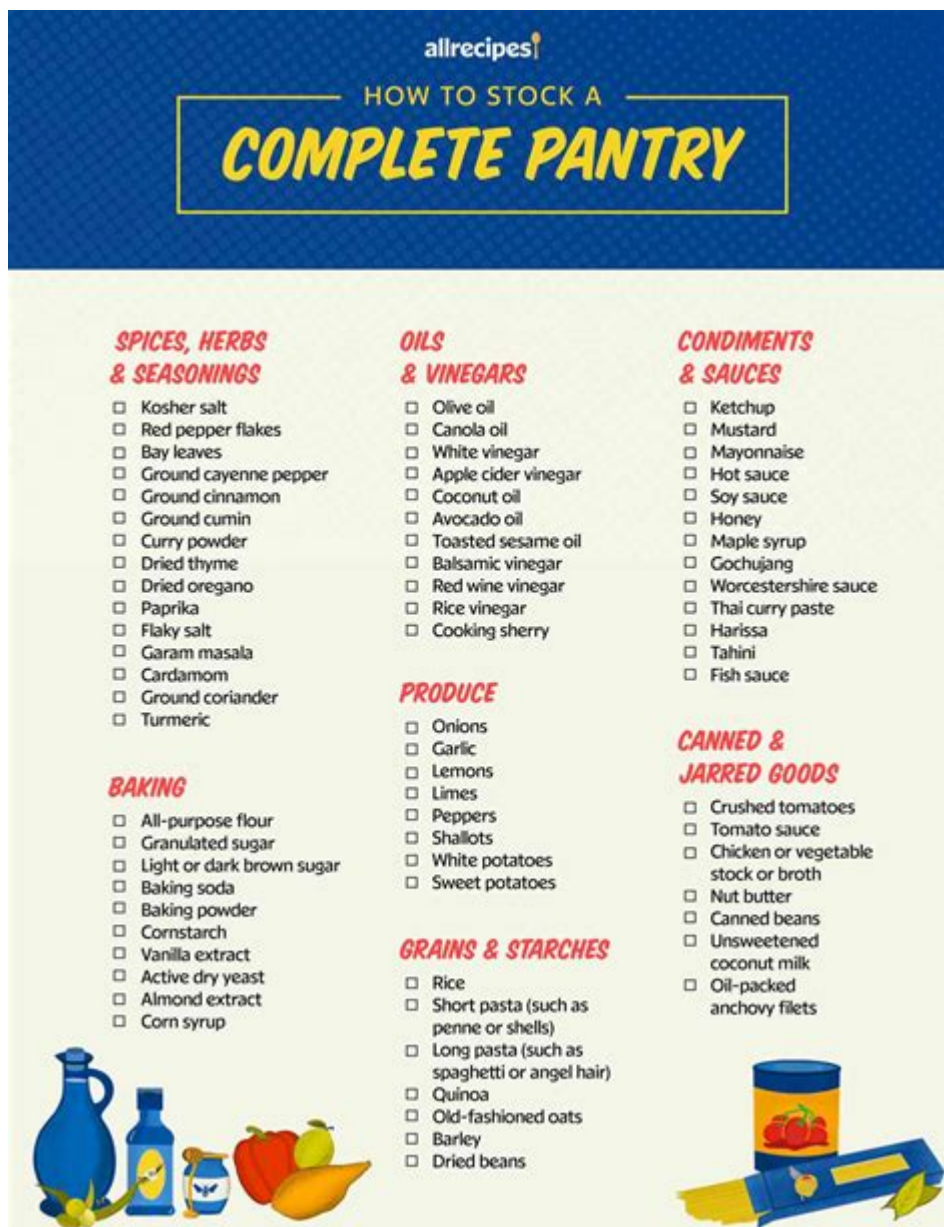 allrecipes
HOW TO STOCK A
COMPLETE PANTRY
SPICES, HERBS
& SEASONINGS
Kosher salt
Red pepper flakes
Bay leaves
Ground cayenne pepper
Ground cinnamon
Ground cumin
Curry powder
Dried thyme
Dried oregano
Paprika
Flaky salt
Garam masala
Cardamom
Ground coriander
Turmeric
BAKING
All-purpose flour
Granulated sugar
Light or dark brown sugar
Baking soda
Baking powder
Cornstarch
Vanilla extract
Active dry yeast
Almond extract
Corn syrup
OILS
& VINEGARS
Olive oil
Canola oil
White vinegar
Apple cider vinegar
Coconut oil
Avocado oil
Toasted sesame oil
Balsamic vinegar
Red wine vinegar
Rice vinegar
Cooking sherry
PRODUCE
Onions
Garlic
Lemons
Limes
Peppers
Shallots
White potatoes
Sweet potatoes
GRAINS & STARCHES
Rice
Short pasta (such as
penne or shells)
Long pasta (such as
spaghetti or angel hair)
Quinoa
Old-fashioned oats
Barley
Dried beans
CONDIMENTS
& SAUCES
Ketchup
Mustard
Mayonnaise
Hot sauce
Soy sauce
Honey
Maple syrup
Gochujang
Worcestershire sauce
Thai curry paste
Harissa
Tahini
Fish sauce
CANNED &
JARRED GOODS
Crushed tomatoes
Tomato sauce
Chicken or vegetable
stock or broth
Nut butter
Canned beans
Unsweetened
coconut milk
Oil-packed
anchovy filets